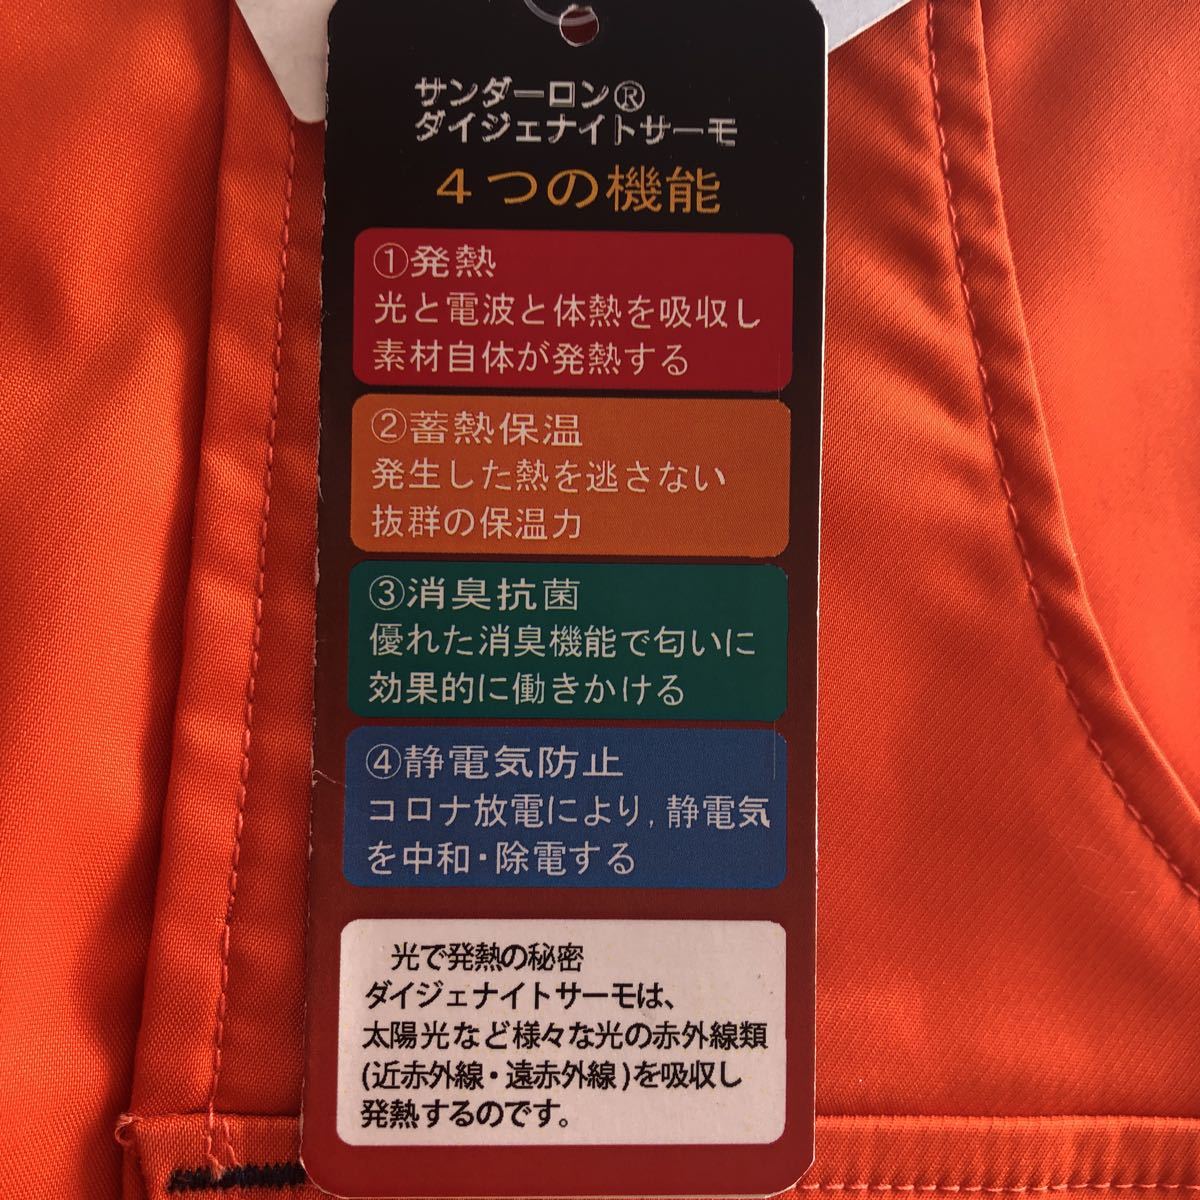 サンダーロン®
ダイジェナイトサーモ
４つの機能
①発熱
光と電波と体熱を吸収し
素材自体が発熱する
②蓄熱保温
発生した熱を逃さない
抜群の保温力
③消臭抗菌
優れた消臭機能で匂いに
効果的に働きかける
④静電気防止
コロナ放電により,静電気
を中和・除電する
光で発熱の秘密
ダイジェナイトサーモは、
太陽光など様々な光の赤外線類
(近赤外線・遠赤外線)を吸収し
発熱するのです。